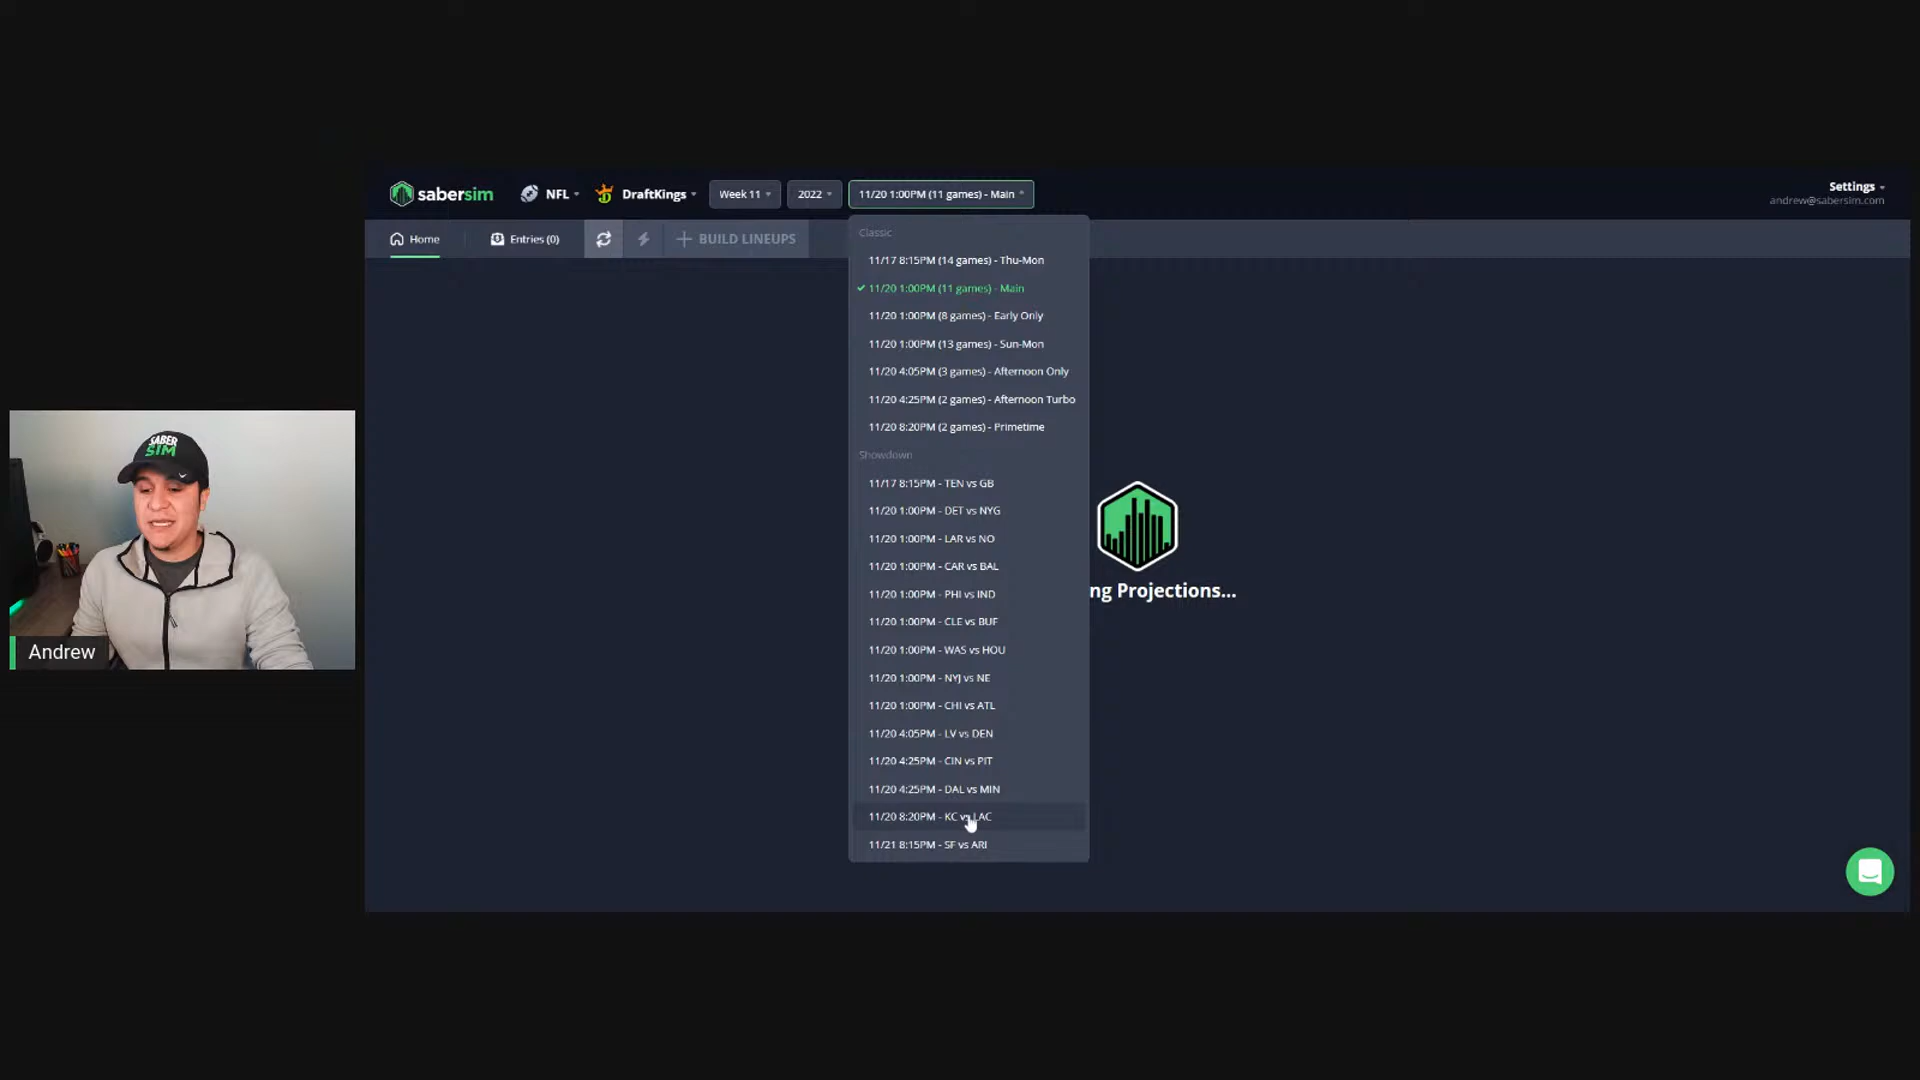 sabersim
NFL
DraftKings
Week 11
2022
11/20 1:00PM (11 games) - Main
Settings
andrew@sabersim.com
Home
Entries (0)
BUILD LINEUPS
Classic
11/17 8:15PM (14 games) - Thu-Mon
11/20 1:00PM (11 games) - Main
11/20 1:00PM (8 games) - Early Only
11/20 1:00PM (13 games) - Sun-Mon
11/20 4:05PM (3 games) - Afternoon Only
11/20 4:25PM (2 games) - Afternoon Turbo
11/20 8:20PM (2 games) - Primetime
Showdown
11/17 8:15PM - TEN vs GB
11/20 1:00PM - DET vs NYG
11/20 1:00PM - LAR vs NO
11/20 1:00PM - CAR vs BAL
11/20 1:00PM - PHI vs IND
11/20 1:00PM - CLE vs BUF
11/20 1:00PM - WAS vs HOU
11/20 1:00PM - NYJ vs NE
11/20 1:00PM - CHI vs ATL
11/20 4:05PM - LV vs DEN
11/20 4:25PM - CIN vs PIT
11/20 4:25PM - DAL vs MIN
11/20 8:20PM - KC vs LAC
11/21 8:15PM - SF vs ARI
ng Projections...
SABER
SIM
Andrew